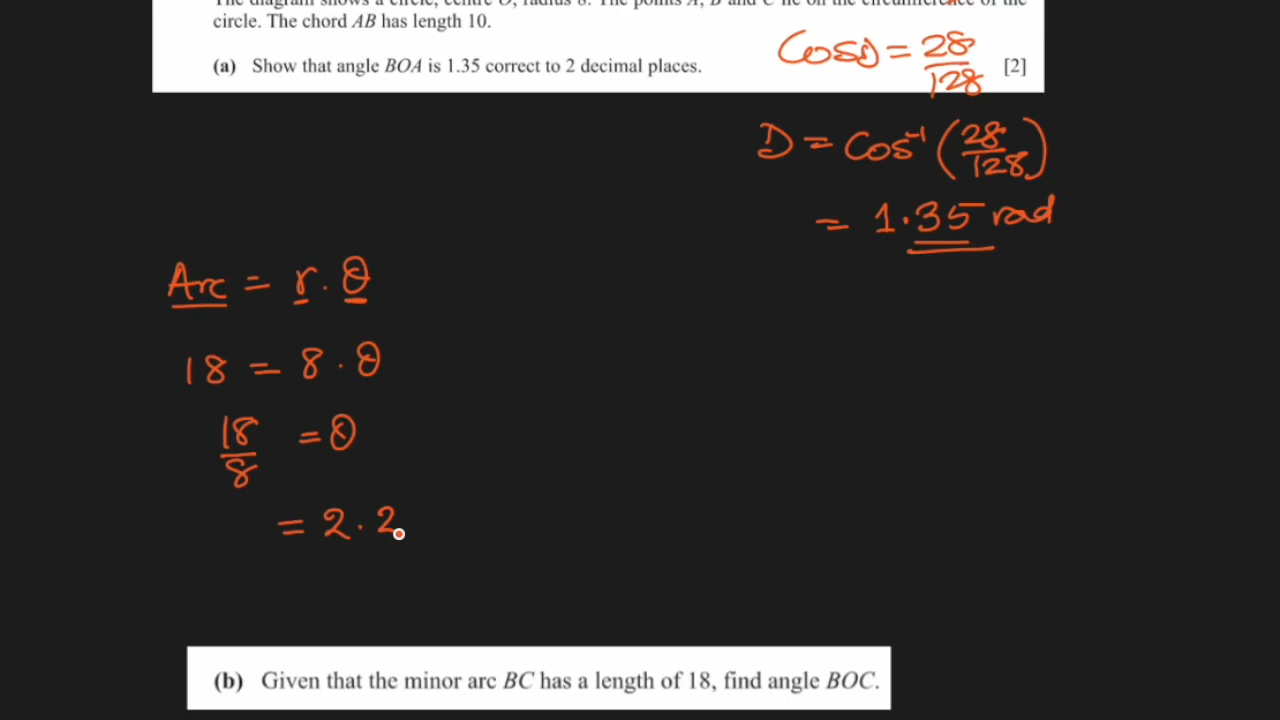 circle. The chord AB has length 10.
(a) Show that angle BOA is 1.35 correct to 2 decimal places. [2]
CosD = 28/128
D = Cos⁻¹ (28/128)
= 1.35 rad
Arc = r . θ
18 = 8 . θ
18/8 = θ
= 2.2
(b) Given that the minor arc BC has a length of 18, find angle BOC.